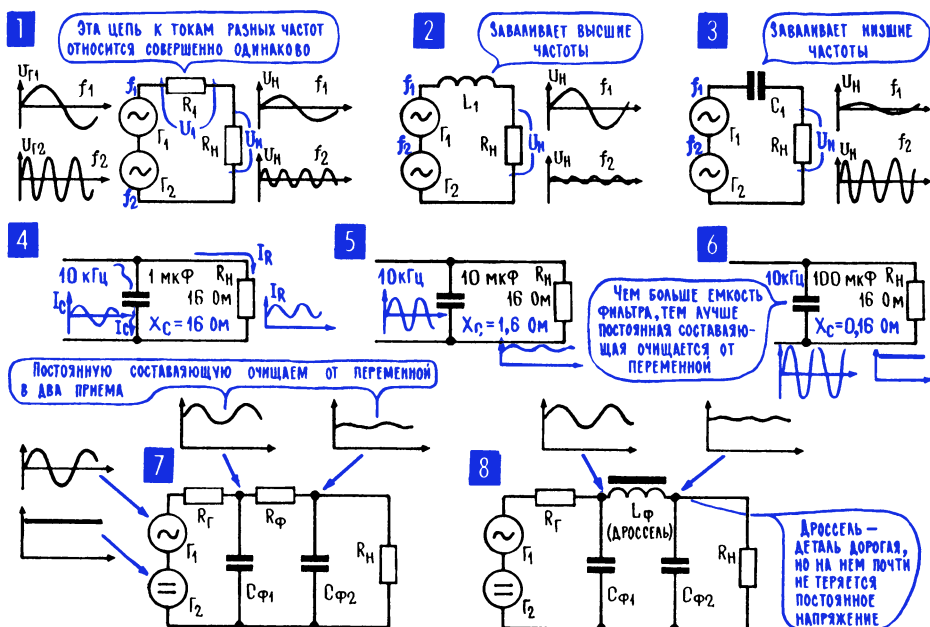 1
Эта цепь к токам разных частот
относится совершенно одинаково
Uг1
f1
f1
R1
U1
Г1
Uг2
f2
Г2
f2
Rн
Uн
Uн
f1
Uн
f2
2
Заваливает высшие
частоты
f1
L1
Г1
f2
Г2
Rн
Uн
Uн
f1
Uн
f2
3
Заваливает низшие
частоты
f1
C1
Г1
f2
Г2
Rн
Uн
Uн
f1
Uн
f2
4
10 кГц
1 мкФ
Rн
16 Ом
IR
IC
IC
XC=16 Ом
IR
5
10кГц
10 мкФ
Rн
16 Ом
Xг,=1,6 Ом
6
Чем больше емкость
фильтра, тем лучше
постоянная составляю-
щая очищается от
переменной
10кГц
100 мкФ
Rн
16 Ом
XC=0,16 Ом
Постоянную составляющую очищаем от переменной
в два приема
7
Rг
Rф
Г1
Г2
Cф1
Cф2
Rн
8
Rг
Lф
(дроссель)
Г1
Г2
Cф1
Cф2
Rн
Дроссель —
деталь дорогая,
но на нем почти
не теряется
постоянное
напряжение